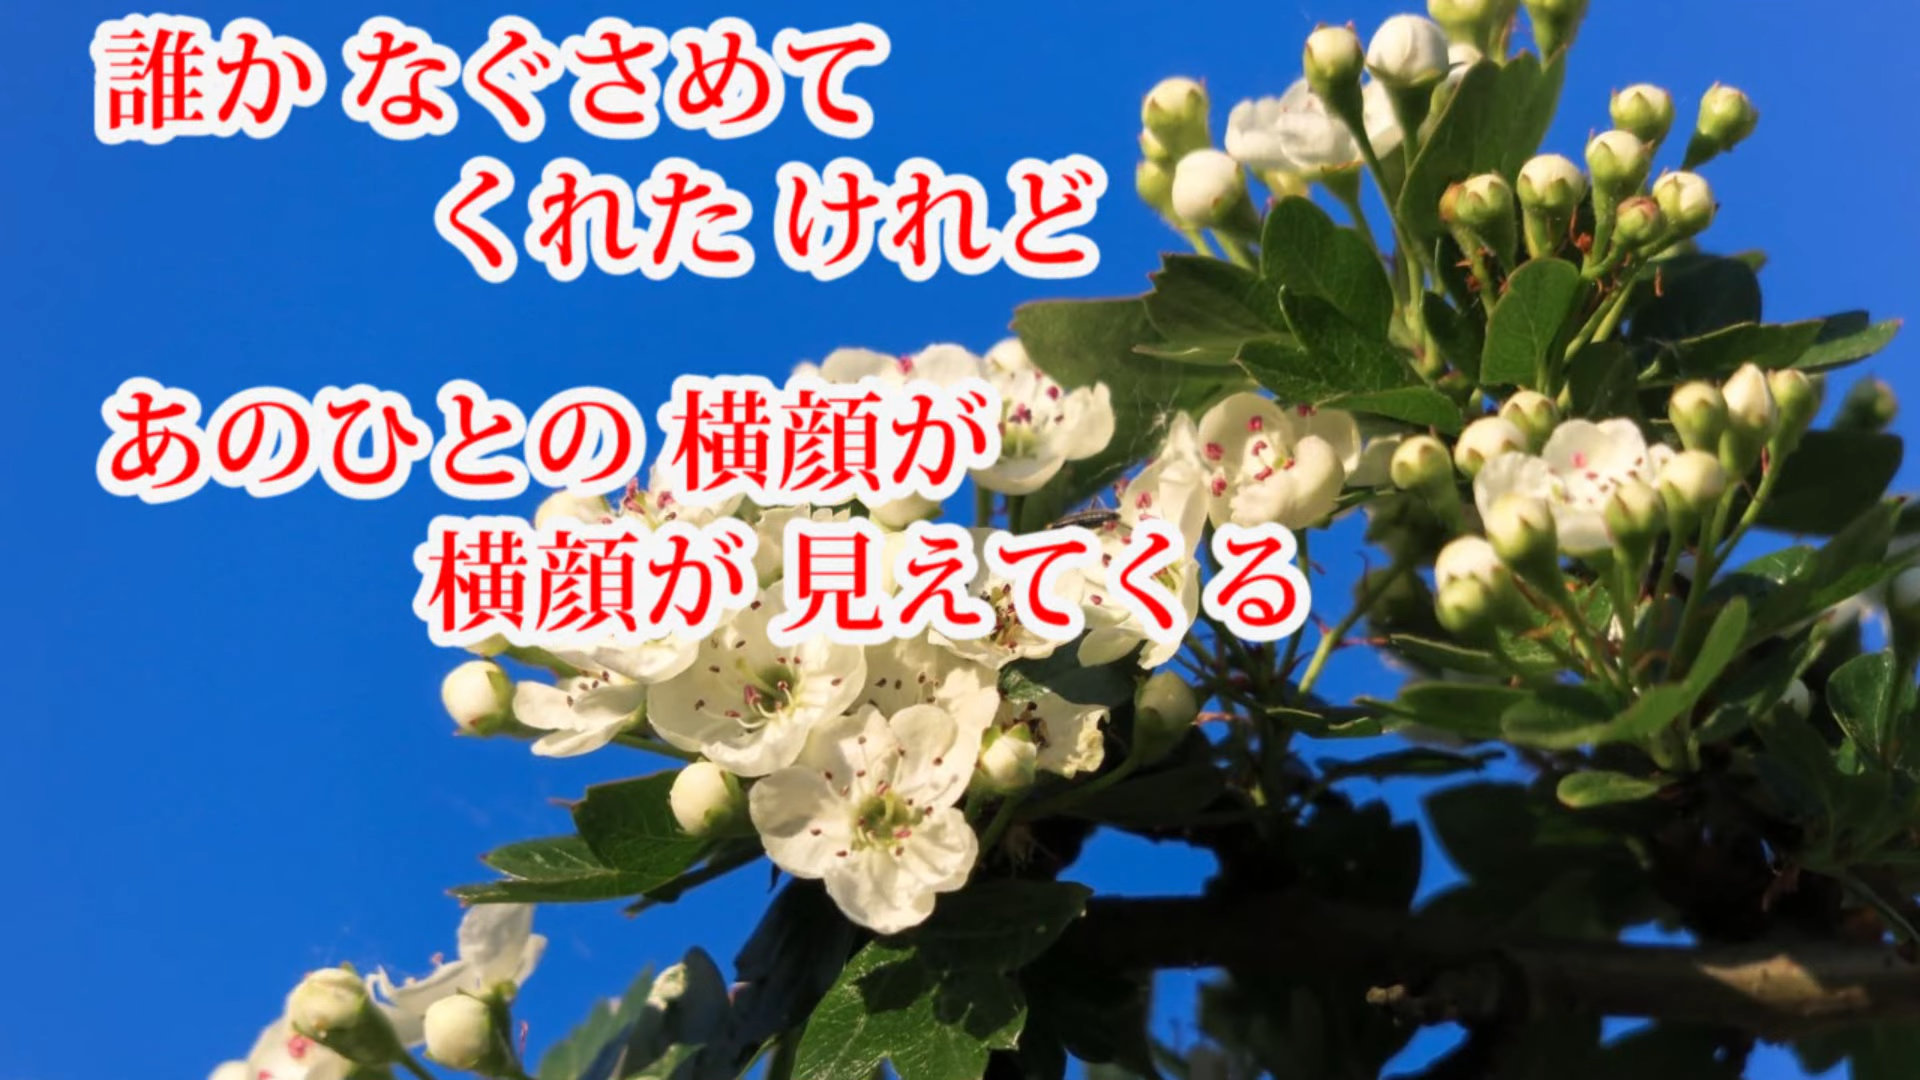 誰か なぐさめて
くれた けれど
あのひとの 横顔が
横顔が 見えてくる